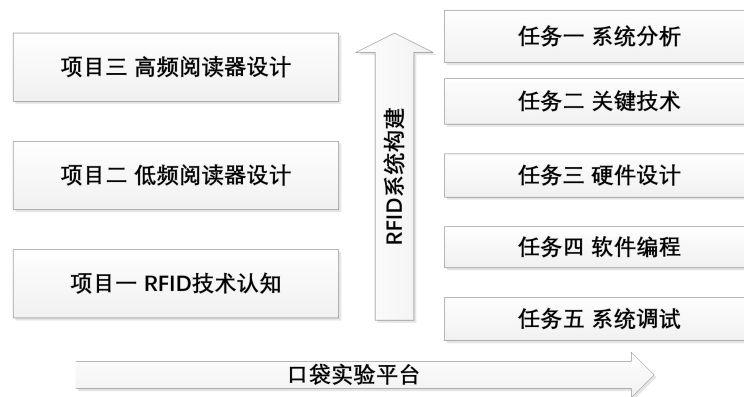 项目三 高频阅读器设计
项目二 低频阅读器设计
项目一 RFID技术认知
RFID系统构建
任务一 系统分析
任务二 关键技术
任务三 硬件设计
任务四 软件编程
任务五 系统调试
口袋实验平台